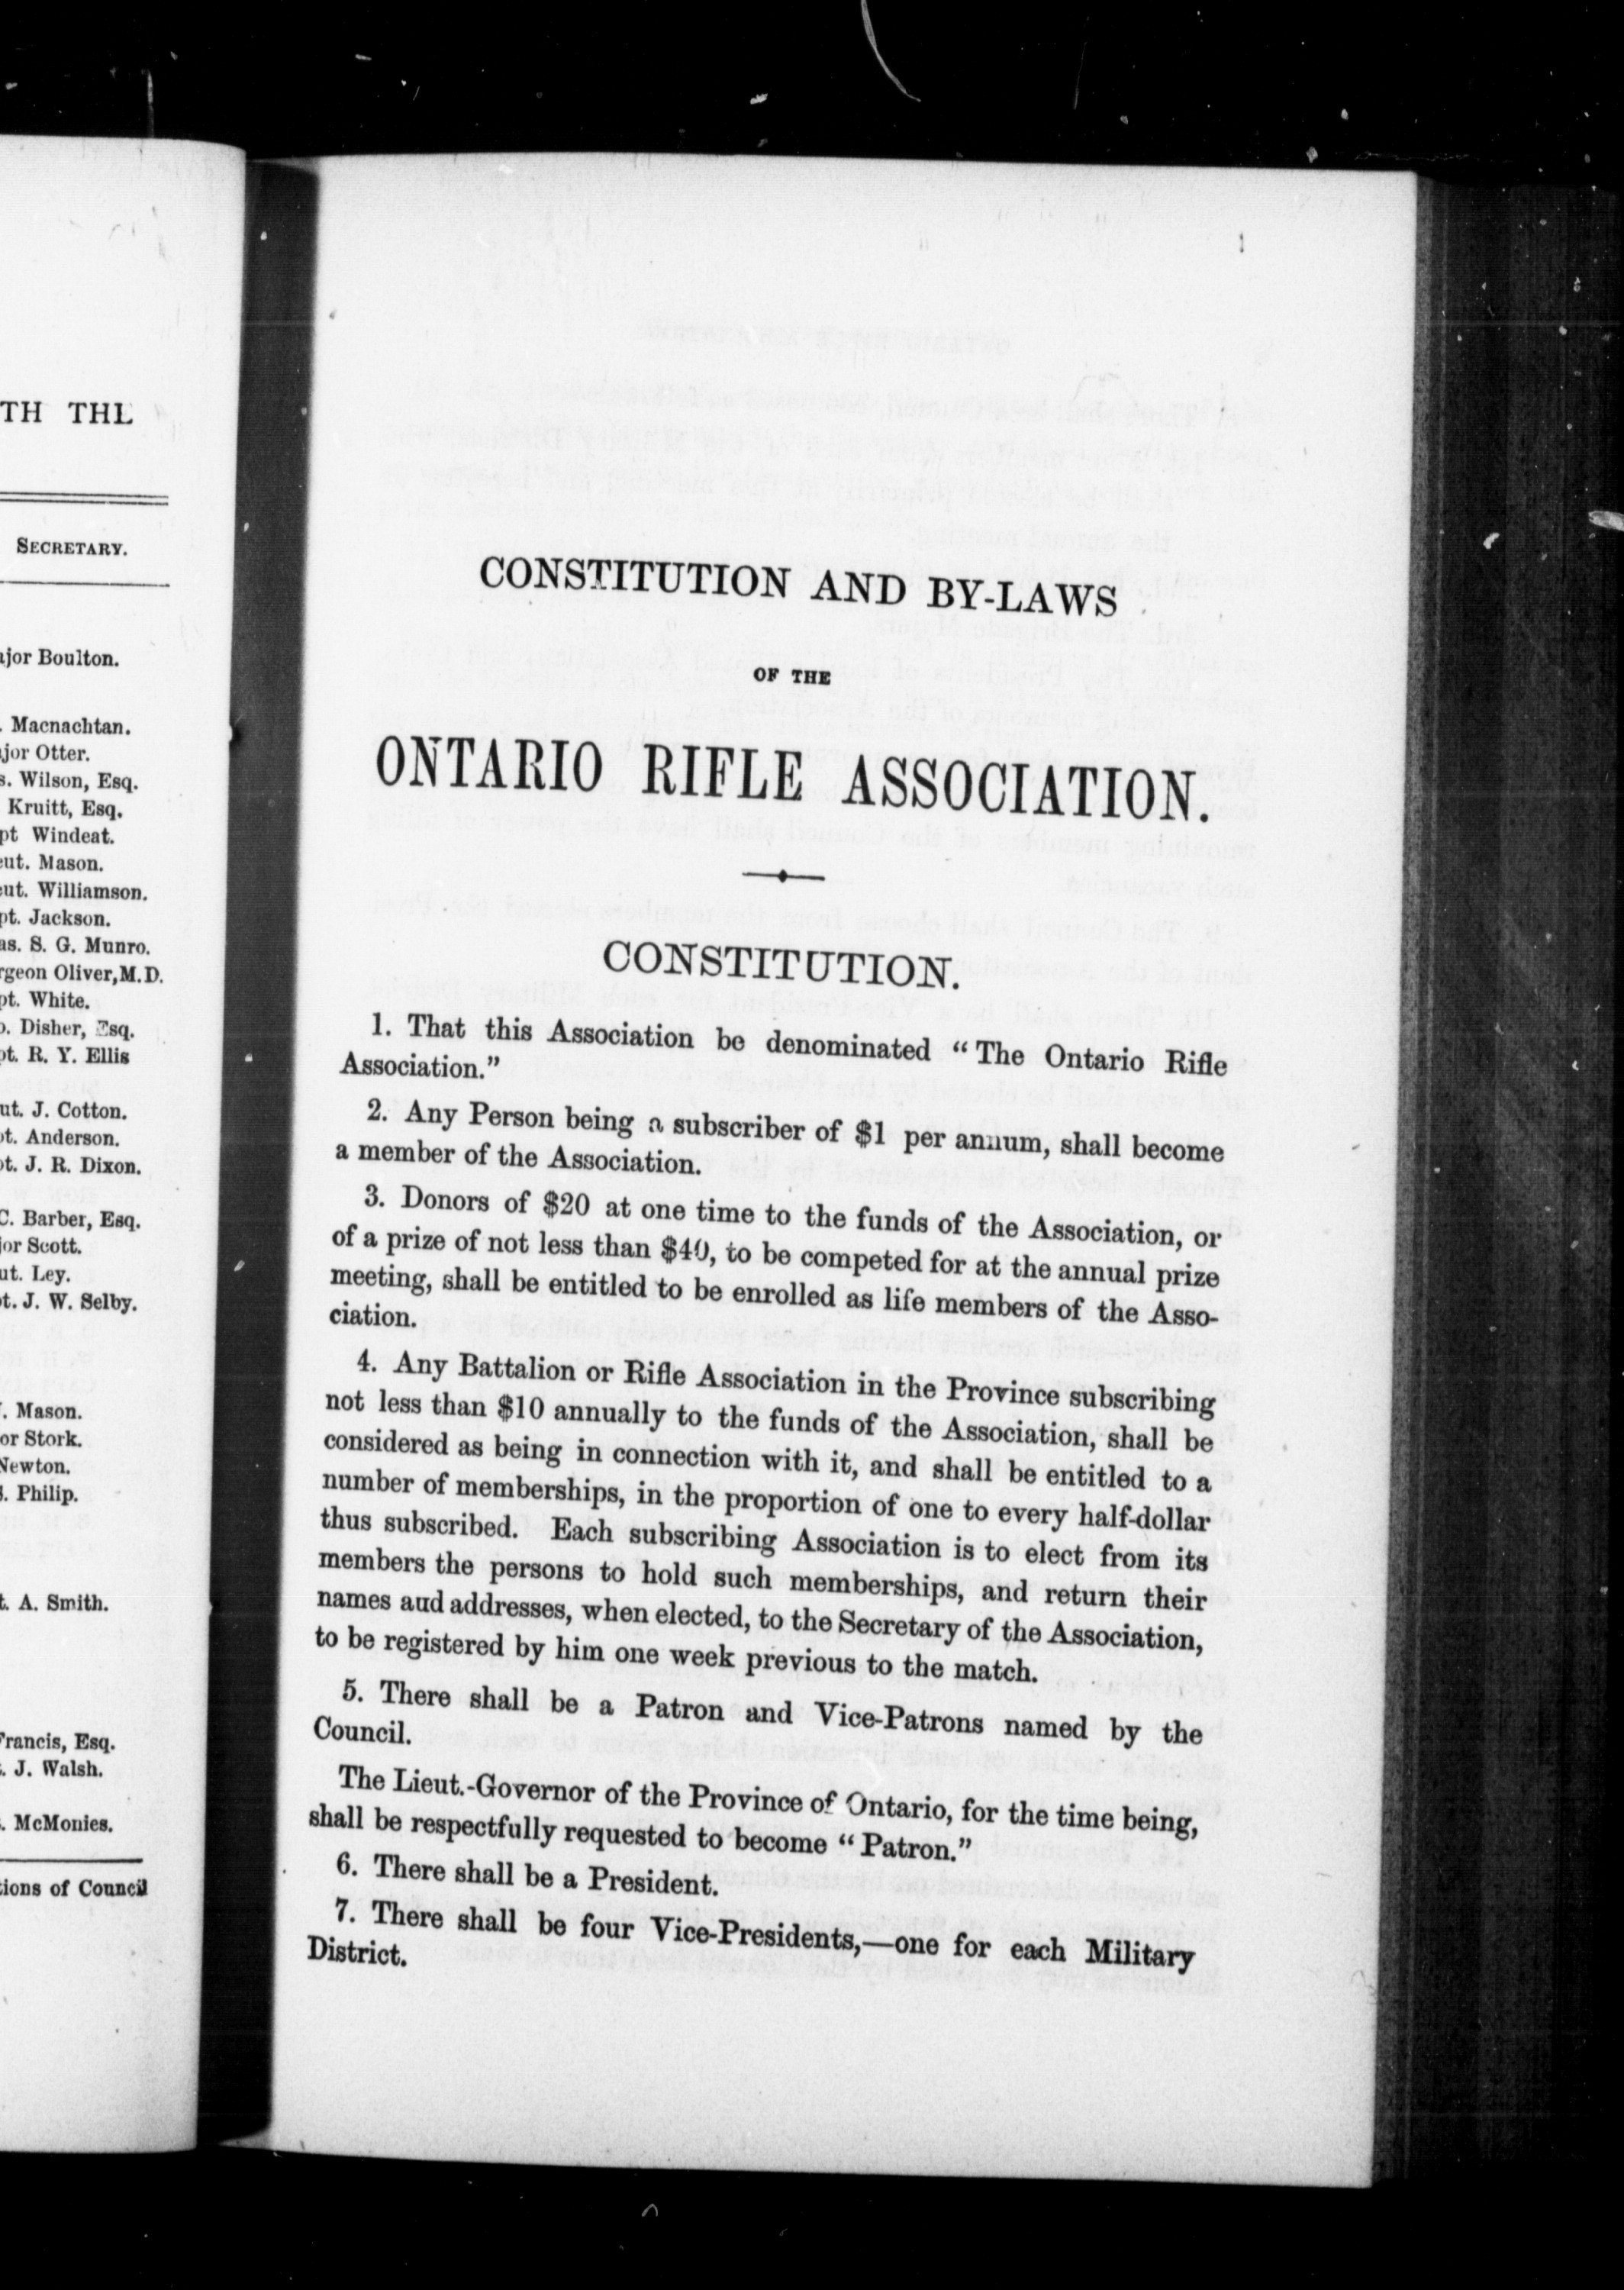 TH THE
SECRETARY.
Major Boulton.
. Macnachtan.
Major Otter.
s. Wilson, Esq.
Kruitt, Esq.
pt Windeat.
eut. Mason.
eut. Williamson.
pt. Jackson.
as. S. G. Munro.
rgeon Oliver, M.D.
pt. White.
o. Disher, Esq.
pt. R. Y. Ellis
ut. J. Cotton.
pt. Anderson.
pt. J. R. Dixon.
C. Barber, Esq.
jor Scott.
ut. Ley.
pt. J. W. Selby.
. Mason.
or Stork.
Newton.
. Philip.
t. A. Smith.
Francis, Esq.
. J. Walsh.
. McMonies.
tions of Council
CONSTITUTION AND BY-LAWS
OF THE
ONTARIO RIFLE ASSOCIATION.
CONSTITUTION.
1. That this Association be denominated "The Ontario Rifle
Association."
2. Any Person being a subscriber of $1 per annum, shall become
a member of the Association.
3. Donors of $20 at one time to the funds of the Association, or
of a prize of not less than $40, to be competed for at the annual prize
meeting, shall be entitled to be enrolled as life members of the Asso-
ciation.
4. Any Battalion or Rifle Association in the Province subscribing
not less than $10 annually to the funds of the Association, shall be
considered as being in connection with it, and shall be entitled to a
number of memberships, in the proportion of one to every half-dollar
thus subscribed. Each subscribing Association is to elect from its
members the persons to hold such memberships, and return their
names aud addresses, when elected, to the Secretary of the Association,
to be registered by him one week previous to the match.
5. There shall be a Patron and Vice-Patrons named by the
Council.
The Lieut.-Governor of the Province of Ontario, for the time being,
shall be respectfully requested to become "Patron."
6. There shall be a President.
7. There shall be four Vice-Presidents,—one for each Military
District.